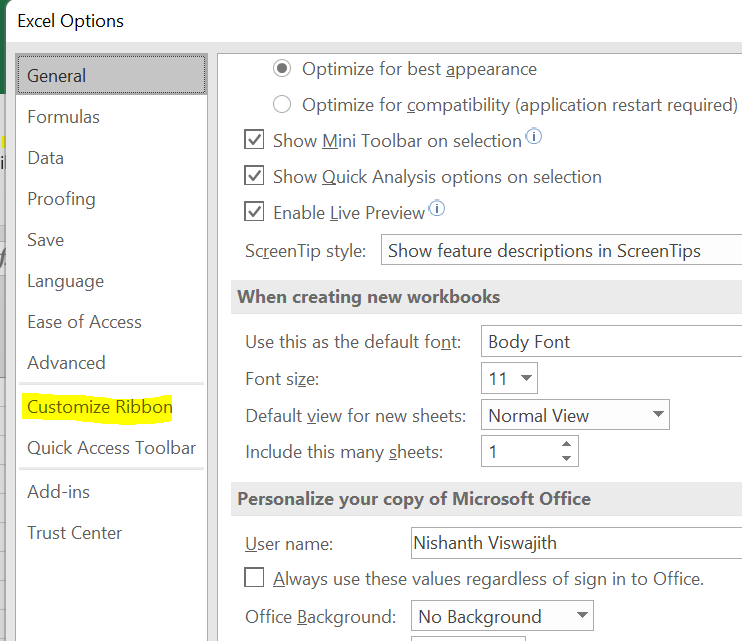 Excel Options
General
Formulas
Data
Proofing
Save
Language
Ease of Access
Advanced
Customize Ribbon
Quick Access Toolbar
Add-ins
Trust Center
Optimize for best appearance
Optimize for compatibility (application restart required)
Show Mini Toolbar on selection
Show Quick Analysis options on selection
Enable Live Preview
ScreenTip style: Show feature descriptions in ScreenTips
When creating new workbooks
Use this as the default font: Body Font
Font size: 11
Default view for new sheets: Normal View
Include this many sheets: 1
Personalize your copy of Microsoft Office
User name: Nishanth Viswajith
Always use these values regardless of sign in to Office.
Office Background: No Background